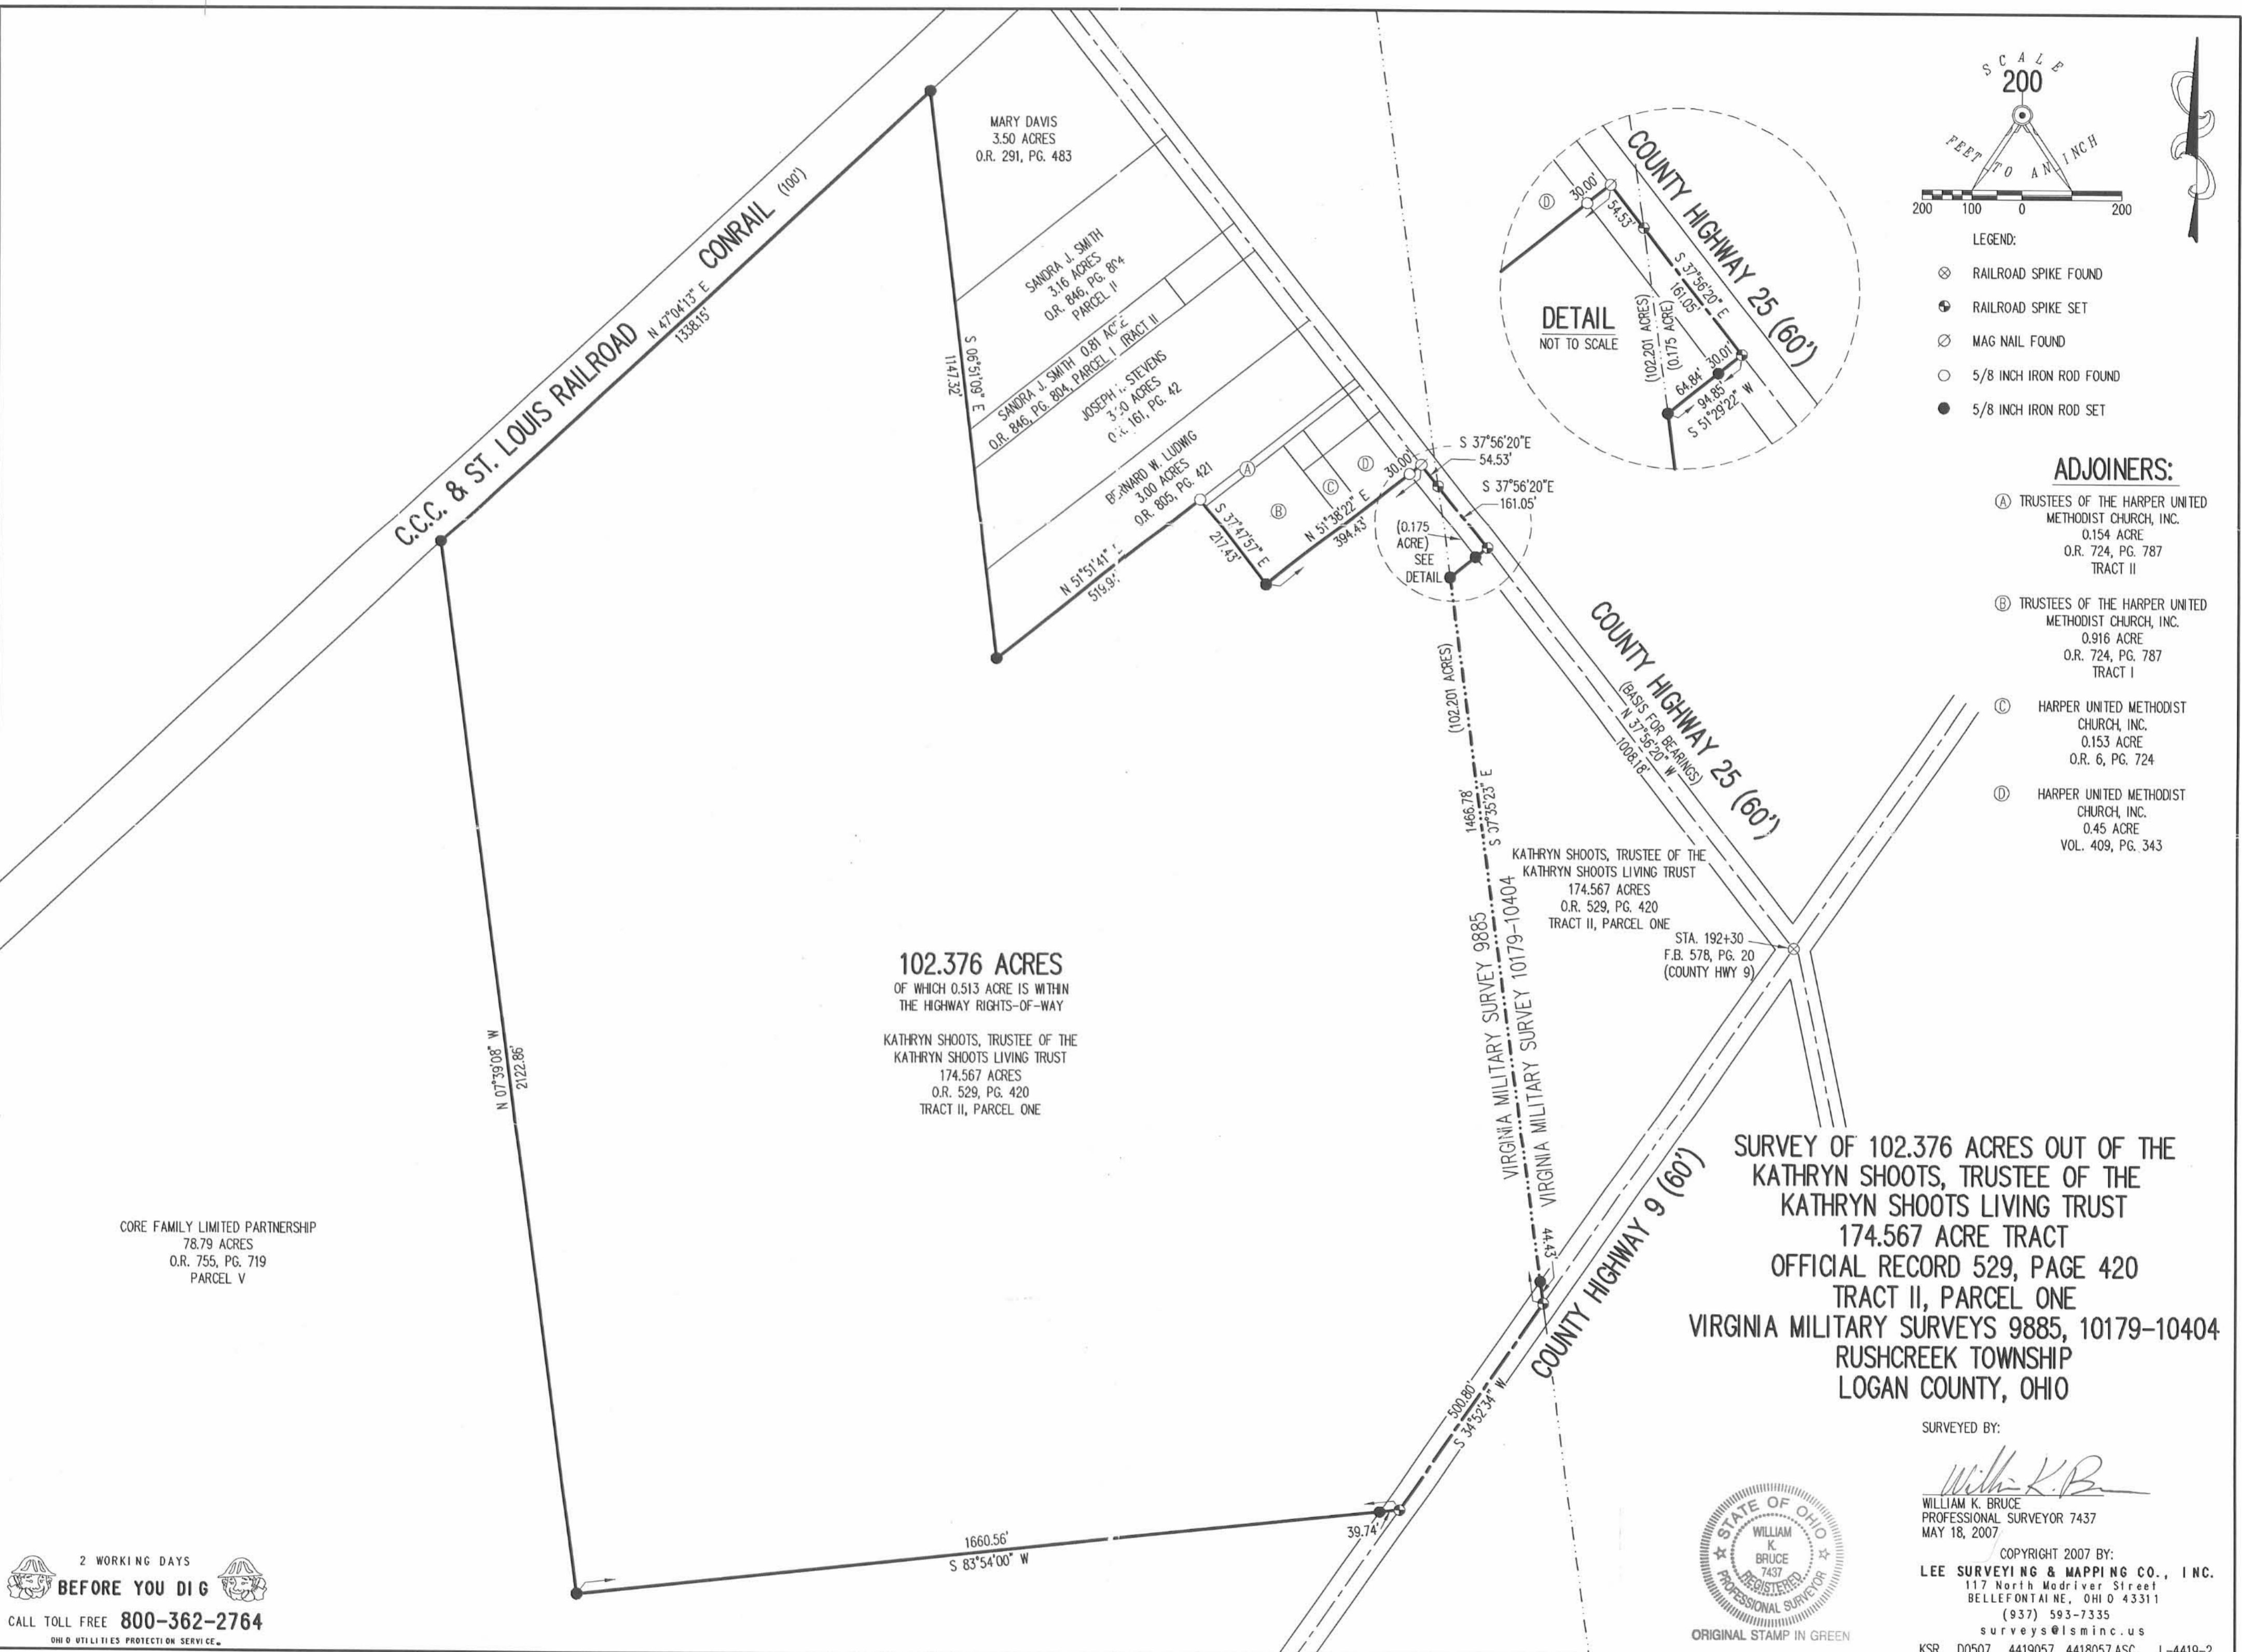 SCALE
200
FEET TO AN INCH
200 100 0 200
LEGEND:
RAILROAD SPIKE FOUND
RAILROAD SPIKE SET
MAG NAIL FOUND
5/8 INCH IRON ROD FOUND
5/8 INCH IRON ROD SET
ADJOINERS:
(A) TRUSTEES OF THE HARPER UNITED
METHODIST CHURCH, INC.
0.154 ACRE
O.R. 724, PG. 787
TRACT II
(B) TRUSTEES OF THE HARPER UNITED
METHODIST CHURCH, INC.
0.916 ACRE
O.R. 724, PG. 787
TRACT I
(C) HARPER UNITED METHODIST
CHURCH, INC.
0.153 ACRE
O.R. 6, PG. 724
(D) HARPER UNITED METHODIST
CHURCH, INC.
0.45 ACRE
VOL. 409, PG. 343
MARY DAVIS
3.50 ACRES
O.R. 291, PG. 483
C.C.C. & ST. LOUIS RAILROAD CONRAIL (100')
N 47°04'13" E
1338.15'
S 06°51'09" E
1147.32'
SANDRA J. SMITH
3.16 ACRES
O.R. 846, PG. 804
PARCEL II
SANDRA J. SMITH 0.81 ACRE
O.R. 846, PG. 804, PARCEL I TRACT II
JOSEPH STEVENS
ACRES
161, PG. 42
LUDWIG
3.00 ACRES
O.R. 805, PG. 421
N 51°51'41"
S 37°47'57" E
217.43'
N 51°38'22" E
394.43'
(A)
(B)
(C)
(D)
30.00'
S 37°56'20"E
54.53'
S 37°56'20"E
161.05'
(0.175
ACRE)
SEE
DETAIL
DETAIL
NOT TO SCALE
(D)
30.00'
54.53'
COUNTY HIGHWAY 25 (60')
S 37°56'20" E
161.05'
(102.201 ACRES)
(0.175 ACRE)
30.01'
64.84'
94.85'
S 51°29'22" W
COUNTY HIGHWAY 25 (60')
(BASIS FOR BEARINGS)
N 37°56'20" W
1008.18'
(102.201 ACRES)
1466.78'
S 07°35'23" E
VIRGINIA MILITARY SURVEY 9885
VIRGINIA MILITARY SURVEY 10179-10404
44.43'
KATHRYN SHOOTS, TRUSTEE OF THE
KATHRYN SHOOTS LIVING TRUST
174.567 ACRES
O.R. 529, PG. 420
TRACT II, PARCEL ONE
STA. 192+30
F.B. 578, PG. 20
(COUNTY HWY 9)
COUNTY HIGHWAY 9 (60')
500.80'
S 34°52'34" W
39.74'
1660.56'
S 83°54'00" W
N 07°39'08" W
2122.86'
102.376 ACRES
OF WHICH 0.513 ACRE IS WITHIN
THE HIGHWAY RIGHTS-OF-WAY
KATHRYN SHOOTS, TRUSTEE OF THE
KATHRYN SHOOTS LIVING TRUST
174.567 ACRES
O.R. 529, PG. 420
TRACT II, PARCEL ONE
CORE FAMILY LIMITED PARTNERSHIP
78.79 ACRES
O.R. 755, PG. 719
PARCEL V
2 WORKING DAYS
BEFORE YOU DIG
CALL TOLL FREE 800-362-2764
OHIO UTILITIES PROTECTION SERVICE
SURVEY OF 102.376 ACRES OUT OF THE
KATHRYN SHOOTS, TRUSTEE OF THE
KATHRYN SHOOTS LIVING TRUST
174.567 ACRE TRACT
OFFICIAL RECORD 529, PAGE 420
TRACT II, PARCEL ONE
VIRGINIA MILITARY SURVEYS 9885, 10179-10404
RUSHCREEK TOWNSHIP
LOGAN COUNTY, OHIO
SURVEYED BY:
WILLIAM K. BRUCE
PROFESSIONAL SURVEYOR 7437
MAY 18, 2007
COPYRIGHT 2007 BY:
LEE SURVEYING & MAPPING CO., INC.
117 North Madriver Street
BELLEFONTAINE, OHIO 43311
(937) 593-7335
surveys@lsminc.us
KSR D0507 4419057 4418057.ASC L-4419-2
STATE OF OHIO
WILLIAM
K.
BRUCE
7437
REGISTERED
PROFESSIONAL SURVEYOR
ORIGINAL STAMP IN GREEN